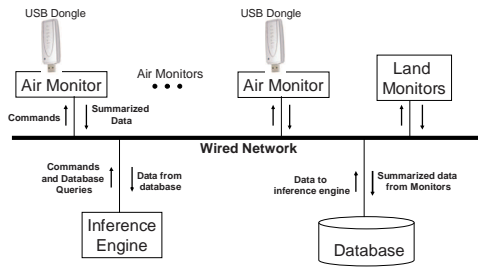 USB Dongle
USB Dongle
Air Monitor
Air Monitors
Air Monitor
Land
Monitors
Commands
Summarized
Data
Wired Network
Commands
and Database
Queries
Data from
database
Data to
inference engine
Summarized data
from Monitors
Inference
Engine
Database